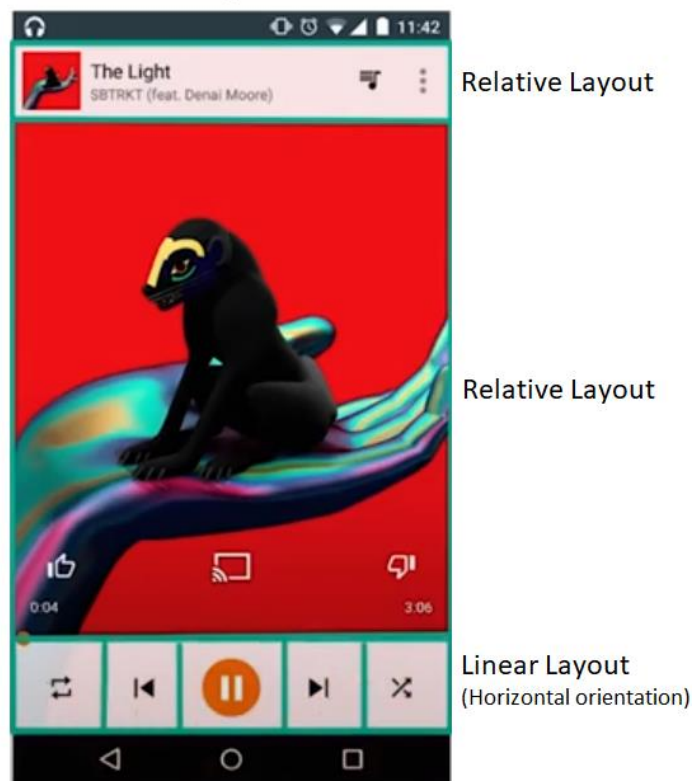 11:42
The Light
SBTRKT (feat. Denai Moore)
Relative Layout
Relative Layout
0:04
3:06
Linear Layout
(Horizontal orientation)